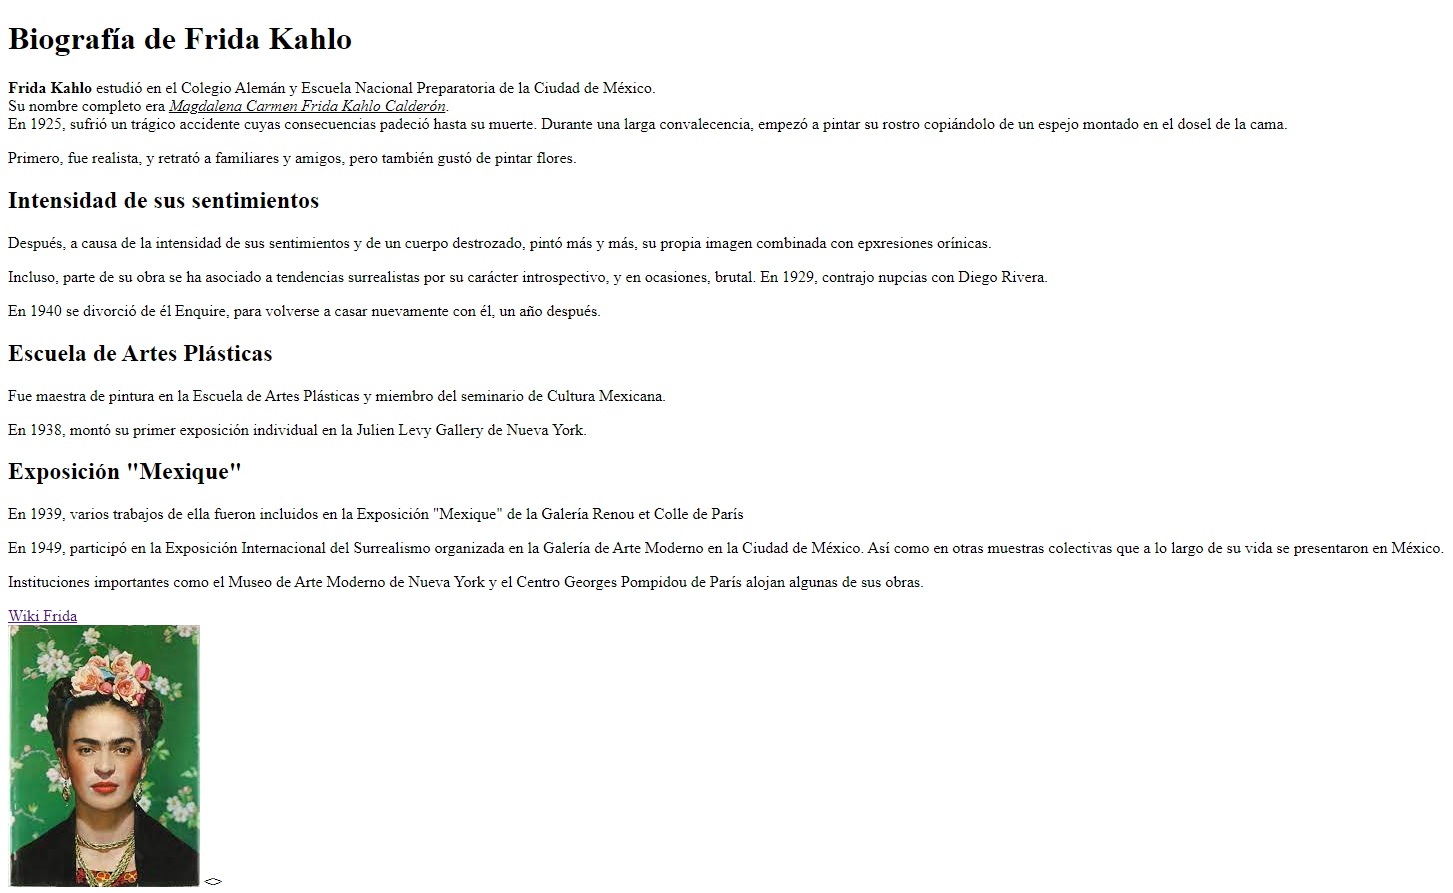 Biografía de Frida Kahlo
Frida Kahlo estudió en el Colegio Alemán y Escuela Nacional Preparatoria de la Ciudad de México.
Su nombre completo era Magdalena Carmen Frida Kahlo Calderón.
En 1925, sufrió un trágico accidente cuyas consecuencias padeció hasta su muerte. Durante una larga convalecencia, empezó a pintar su rostro copiándolo de un espejo montado en el dosel de la cama.
Primero, fue realista, y retrató a familiares y amigos, pero también gustó de pintar flores.
Intensidad de sus sentimientos
Después, a causa de la intensidad de sus sentimientos y de un cuerpo destrozado, pintó más y más, su propia imagen combinada con epxresiones orínicas.
Incluso, parte de su obra se ha asociado a tendencias surrealistas por su carácter introspectivo, y en ocasiones, brutal. En 1929, contrajo nupcias con Diego Rivera.
En 1940 se divorció de él Enquire, para volverse a casar nuevamente con él, un año después.
Escuela de Artes Plásticas
Fue maestra de pintura en la Escuela de Artes Plásticas y miembro del seminario de Cultura Mexicana.
En 1938, montó su primer exposición individual en la Julien Levy Gallery de Nueva York.
Exposición "Mexique"
En 1939, varios trabajos de ella fueron incluidos en la Exposición "Mexique" de la Galería Renou et Colle de París
En 1949, participó en la Exposición Internacional del Surrealismo organizada en la Galería de Arte Moderno en la Ciudad de México. Así como en otras muestras colectivas que a lo largo de su vida se presentaron en México.
Instituciones importantes como el Museo de Arte Moderno de Nueva York y el Centro Georges Pompidou de París alojan algunas de sus obras.
Wiki Frida
<>